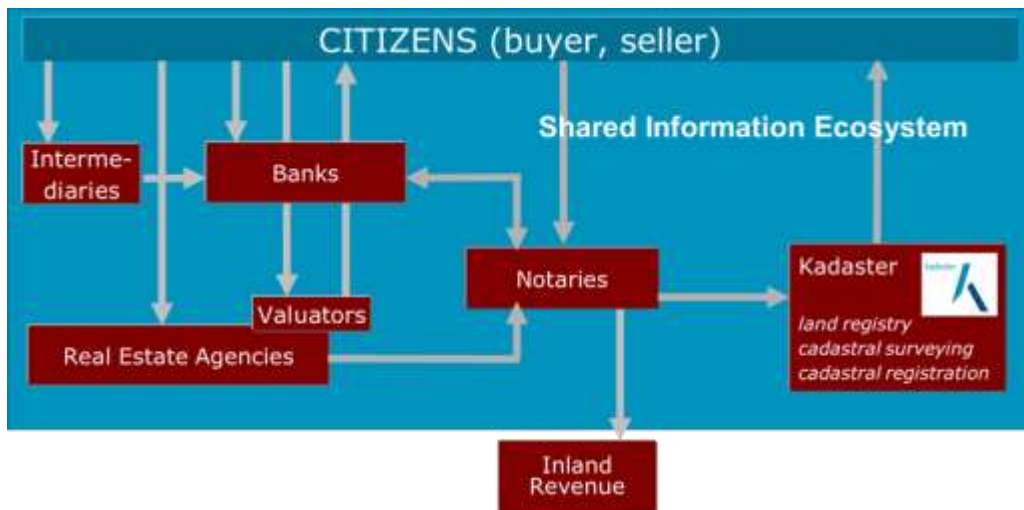 CITIZENS (buyer, seller)
Shared Information Ecosystem
Interme-
diaries
Banks
Notaries
Kadaster
kadaster
land registry
cadastral surveying
cadastral registration
Valuators
Real Estate Agencies
Inland
Revenue